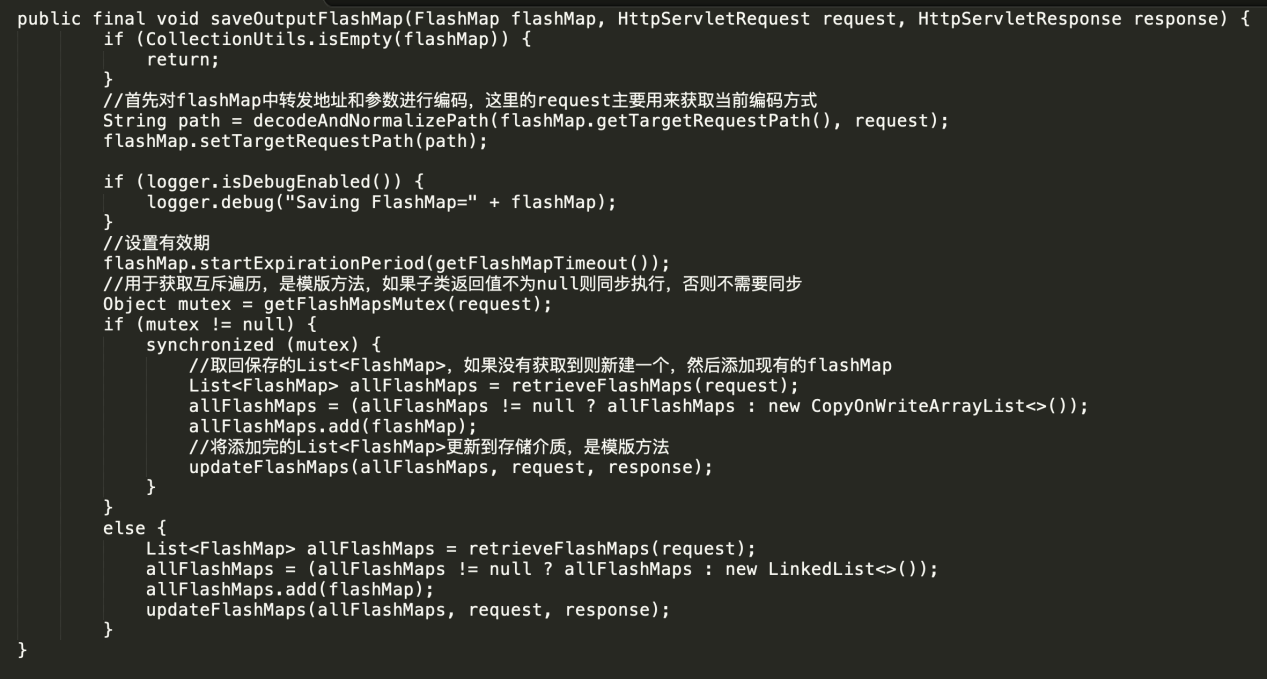 public final void saveOutputFlashMap(FlashMap flashMap, HttpServletRequest request, HttpServletResponse response) {
if (CollectionUtils.isEmpty(flashMap)) {
return;
}
//首先对flashMap中转发地址和参数进行编码，这里的request主要用来获取当前编码方式
String path = decodeAndNormalizePath(flashMap.getTargetRequestPath(), request);
flashMap.setTargetRequestPath(path);
if (logger.isDebugEnabled()) {
logger.debug("Saving FlashMap=" + flashMap);
}
//设置有效期
flashMap.startExpirationPeriod(getFlashMapTimeout());
//用于获取互斥遍历，是模版方法，如果子类返回值不为null则同步执行，否则不需要同步
Object mutex = getFlashMapsMutex(request);
if (mutex != null) {
synchronized (mutex) {
//取回保存的List<FlashMap>，如果没有获取到则新建一个，然后添加现有的flashMap
List<FlashMap> allFlashMaps = retrieveFlashMaps(request);
allFlashMaps = (allFlashMaps != null ? allFlashMaps : new CopyOnWriteArrayList<>());
allFlashMaps.add(flashMap);
//将添加完的List<FlashMap>更新到存储介质，是模版方法
updateFlashMaps(allFlashMaps, request, response);
}
}
else {
List<FlashMap> allFlashMaps = retrieveFlashMaps(request);
allFlashMaps = (allFlashMaps != null ? allFlashMaps : new LinkedList<>());
allFlashMaps.add(flashMap);
updateFlashMaps(allFlashMaps, request, response);
}
}